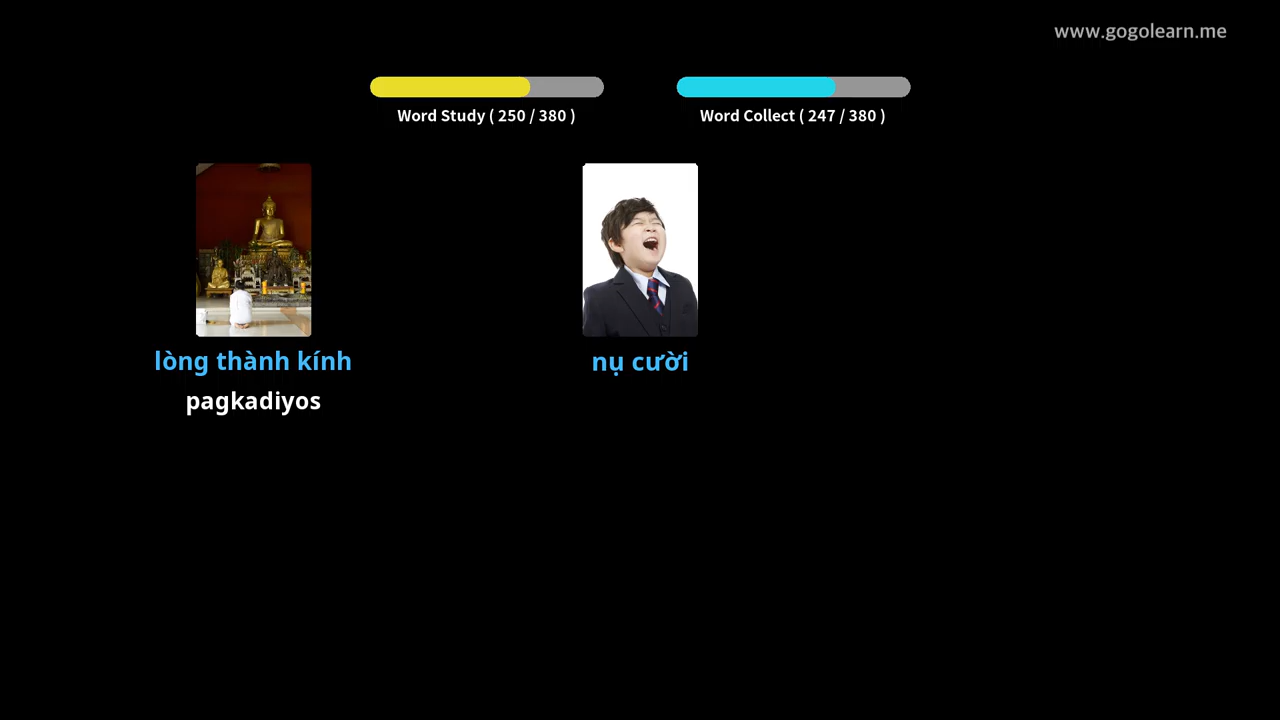 www.gogolearn.me
Word Study ( 250 / 380 )
Word Collect ( 247 / 380 )
lòng thành kính
nụ cười
pagkadiyos